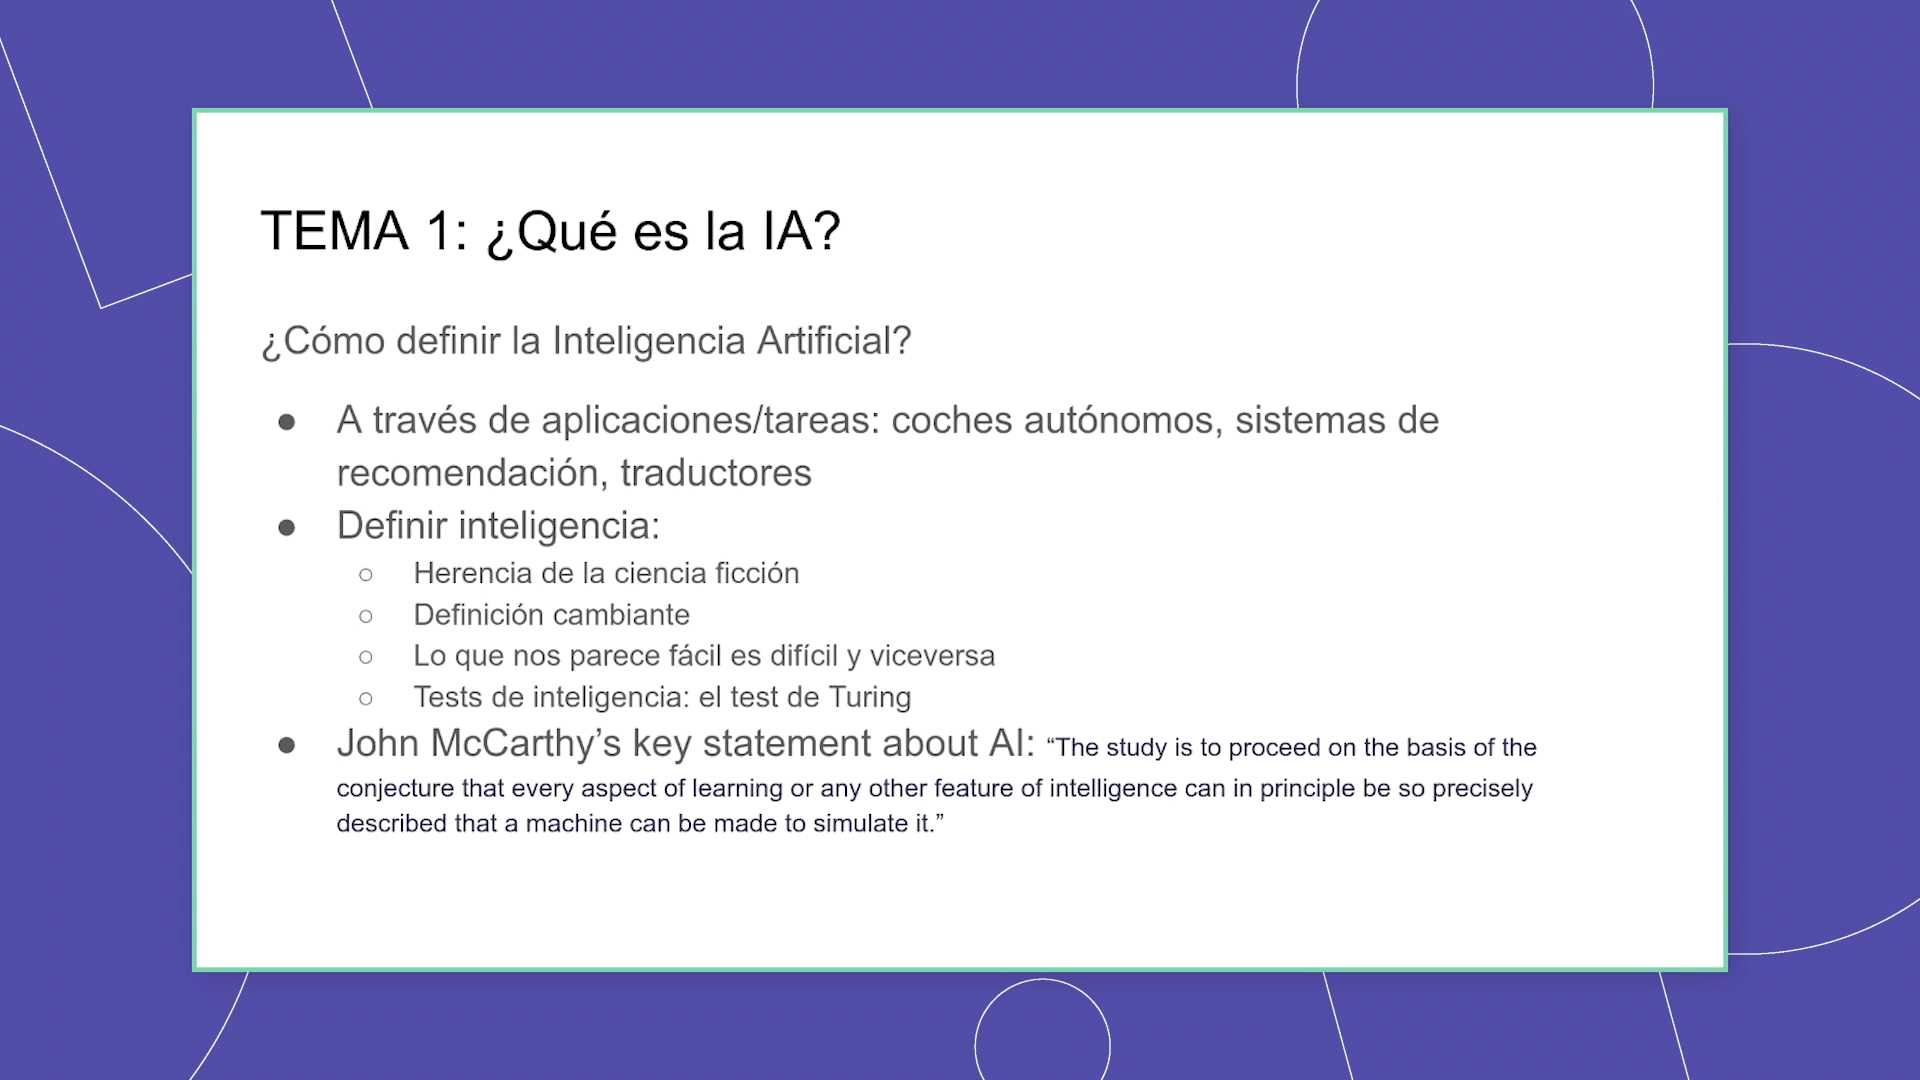 TEMA 1: ¿Qué es la IA?
¿Cómo definir la Inteligencia Artificial?
● A través de aplicaciones/tareas: coches autónomos, sistemas de
recomendación, traductores
● Definir inteligencia:
○ Herencia de la ciencia ficción
○ Definición cambiante
○ Lo que nos parece fácil es difícil y viceversa
○ Tests de inteligencia: el test de Turing
● John McCarthy’s key statement about AI: “The study is to proceed on the basis of the
conjecture that every aspect of learning or any other feature of intelligence can in principle be so precisely
described that a machine can be made to simulate it.”